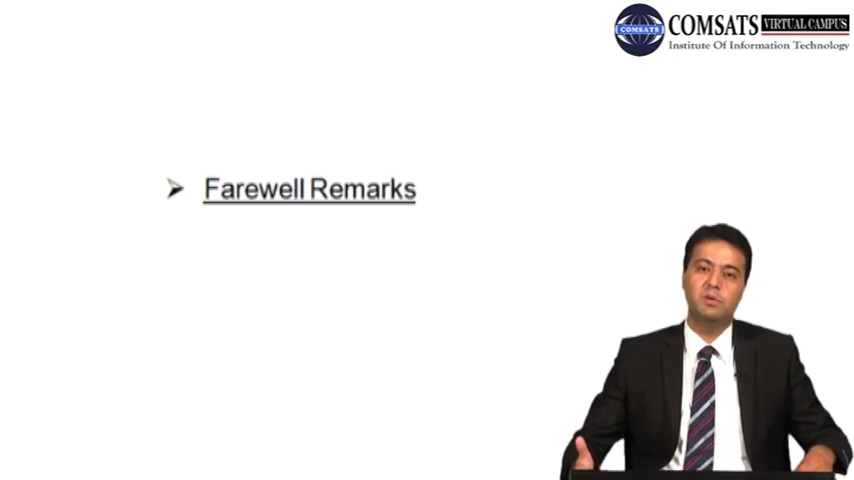 COMSATS VIRTUAL CAMPUS
Institute Of Information Technology
COMSATS
Farewell Remarks